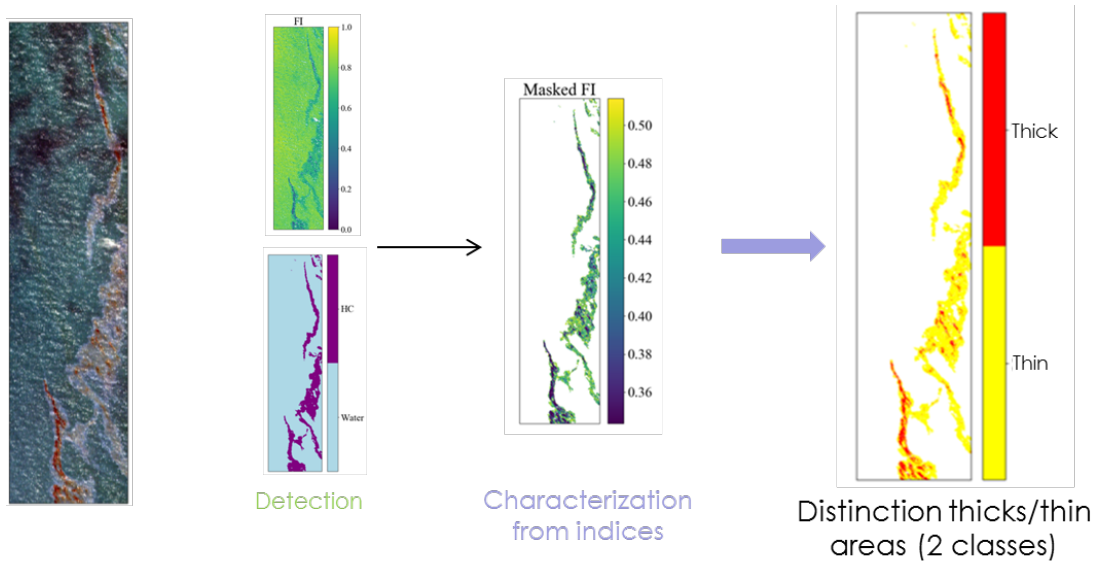 FI
1.0
0.8
0.6
0.4
0.2
0.0
HC
Water
Detection
Masked FI
0.50
0.48
0.46
0.44
0.42
0.40
0.38
0.36
Characterization
from indices
Thick
Thin
Distinction thicks/thin
areas (2 classes)